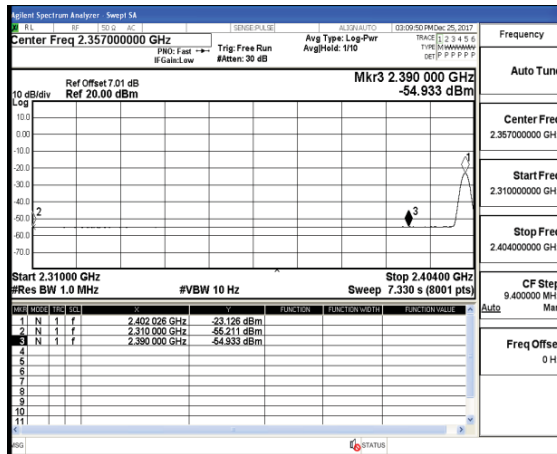 Agilent Spectrum Analyzer - Swept SA
RL RF 50 Ω AC SENSE:PULSE ALIGNAUTO 03:09:50 PM Dec 25, 2017
Center Freq 2.357000000 GHz
PNO: Fast
IFGain:Low
Trig: Free Run
#Atten: 30 dB
Avg Type: Log-Pwr
Avg|Hold: 1/10
TRACE 1 2 3 4 5 6
TYPE MWWWWW
DET P P P P P P
Frequency
Auto Tune
Ref Offset 7.01 dB
Ref 20.00 dBm
10 dB/div
Log
Mkr3 2.390 000 GHz
-54.933 dBm
10.0
0.00
-10.0
-20.0
-30.0
-40.0
-50.0
-60.0
-70.0
1
2
3
Start 2.31000 GHz
Stop 2.40400 GHz
#Res BW 1.0 MHz
#VBW 10 Hz
Sweep 7.330 s (8001 pts)
MKR MODE TRC SCL X Y FUNCTION FUNCTION WIDTH FUNCTION VALUE
1 N 1 f 2.402 026 GHz -23.126 dBm
2 N 1 f 2.310 000 GHz -55.211 dBm
3 N 1 f 2.390 000 GHz -54.933 dBm
4
5
6
7
8
9
10
11
Center Freq
2.357000000 GHz
Start Freq
2.310000000 GHz
Stop Freq
2.404000000 GHz
CF Step
9.400000 MHz
Auto Man
Freq Offset
0 Hz
MSG
STATUS